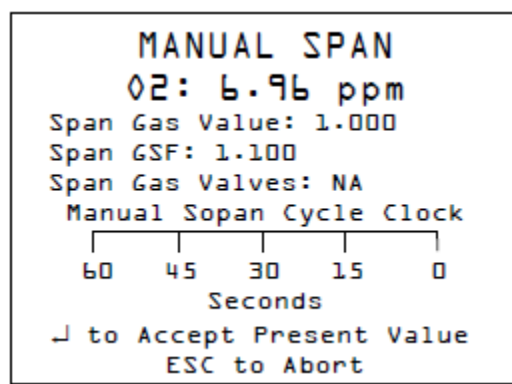 MANUAL SPAN
O2: 6.96 ppm
Span Gas Value: 1.000
Span GSF: 1.100
Span Gas Valves: NA
Manual Sopan Cycle Clock
60 45 30 15 0
Seconds
↵ to Accept Present Value
ESC to Abort